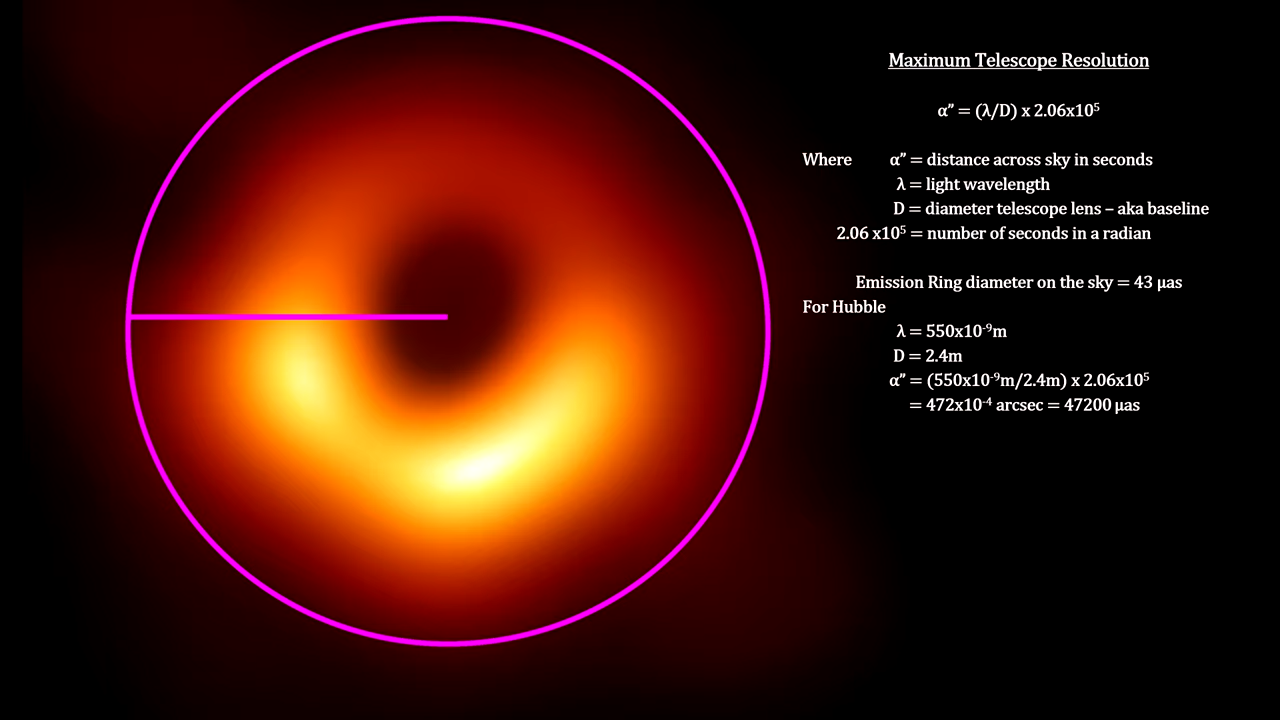 Maximum Telescope Resolution
α” = (λ/D) x 2.06x10⁵
Where α” = distance across sky in seconds
λ = light wavelength
D = diameter telescope lens – aka baseline
2.06 x10⁵ = number of seconds in a radian
Emission Ring diameter on the sky = 43 μas
For Hubble
λ = 550x10⁻⁹m
D = 2.4m
α” = (550x10⁻⁹m/2.4m) x 2.06x10⁵
= 472x10⁻⁴ arcsec = 47200 μas